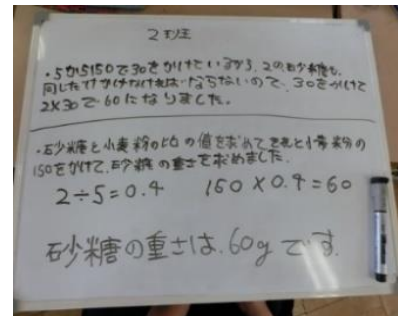 2班
・5から150で30をかけているから、2の砂糖も、
同じだけかけなければならないので、30をかけて
2×30で60になりました。
・砂糖と小麦粉の比の値を求めてそれと小麦粉の
150をかけて、砂糖の重さを求めました。
2÷5=0.4 150×0.4=60
砂糖の重さは、60gです。